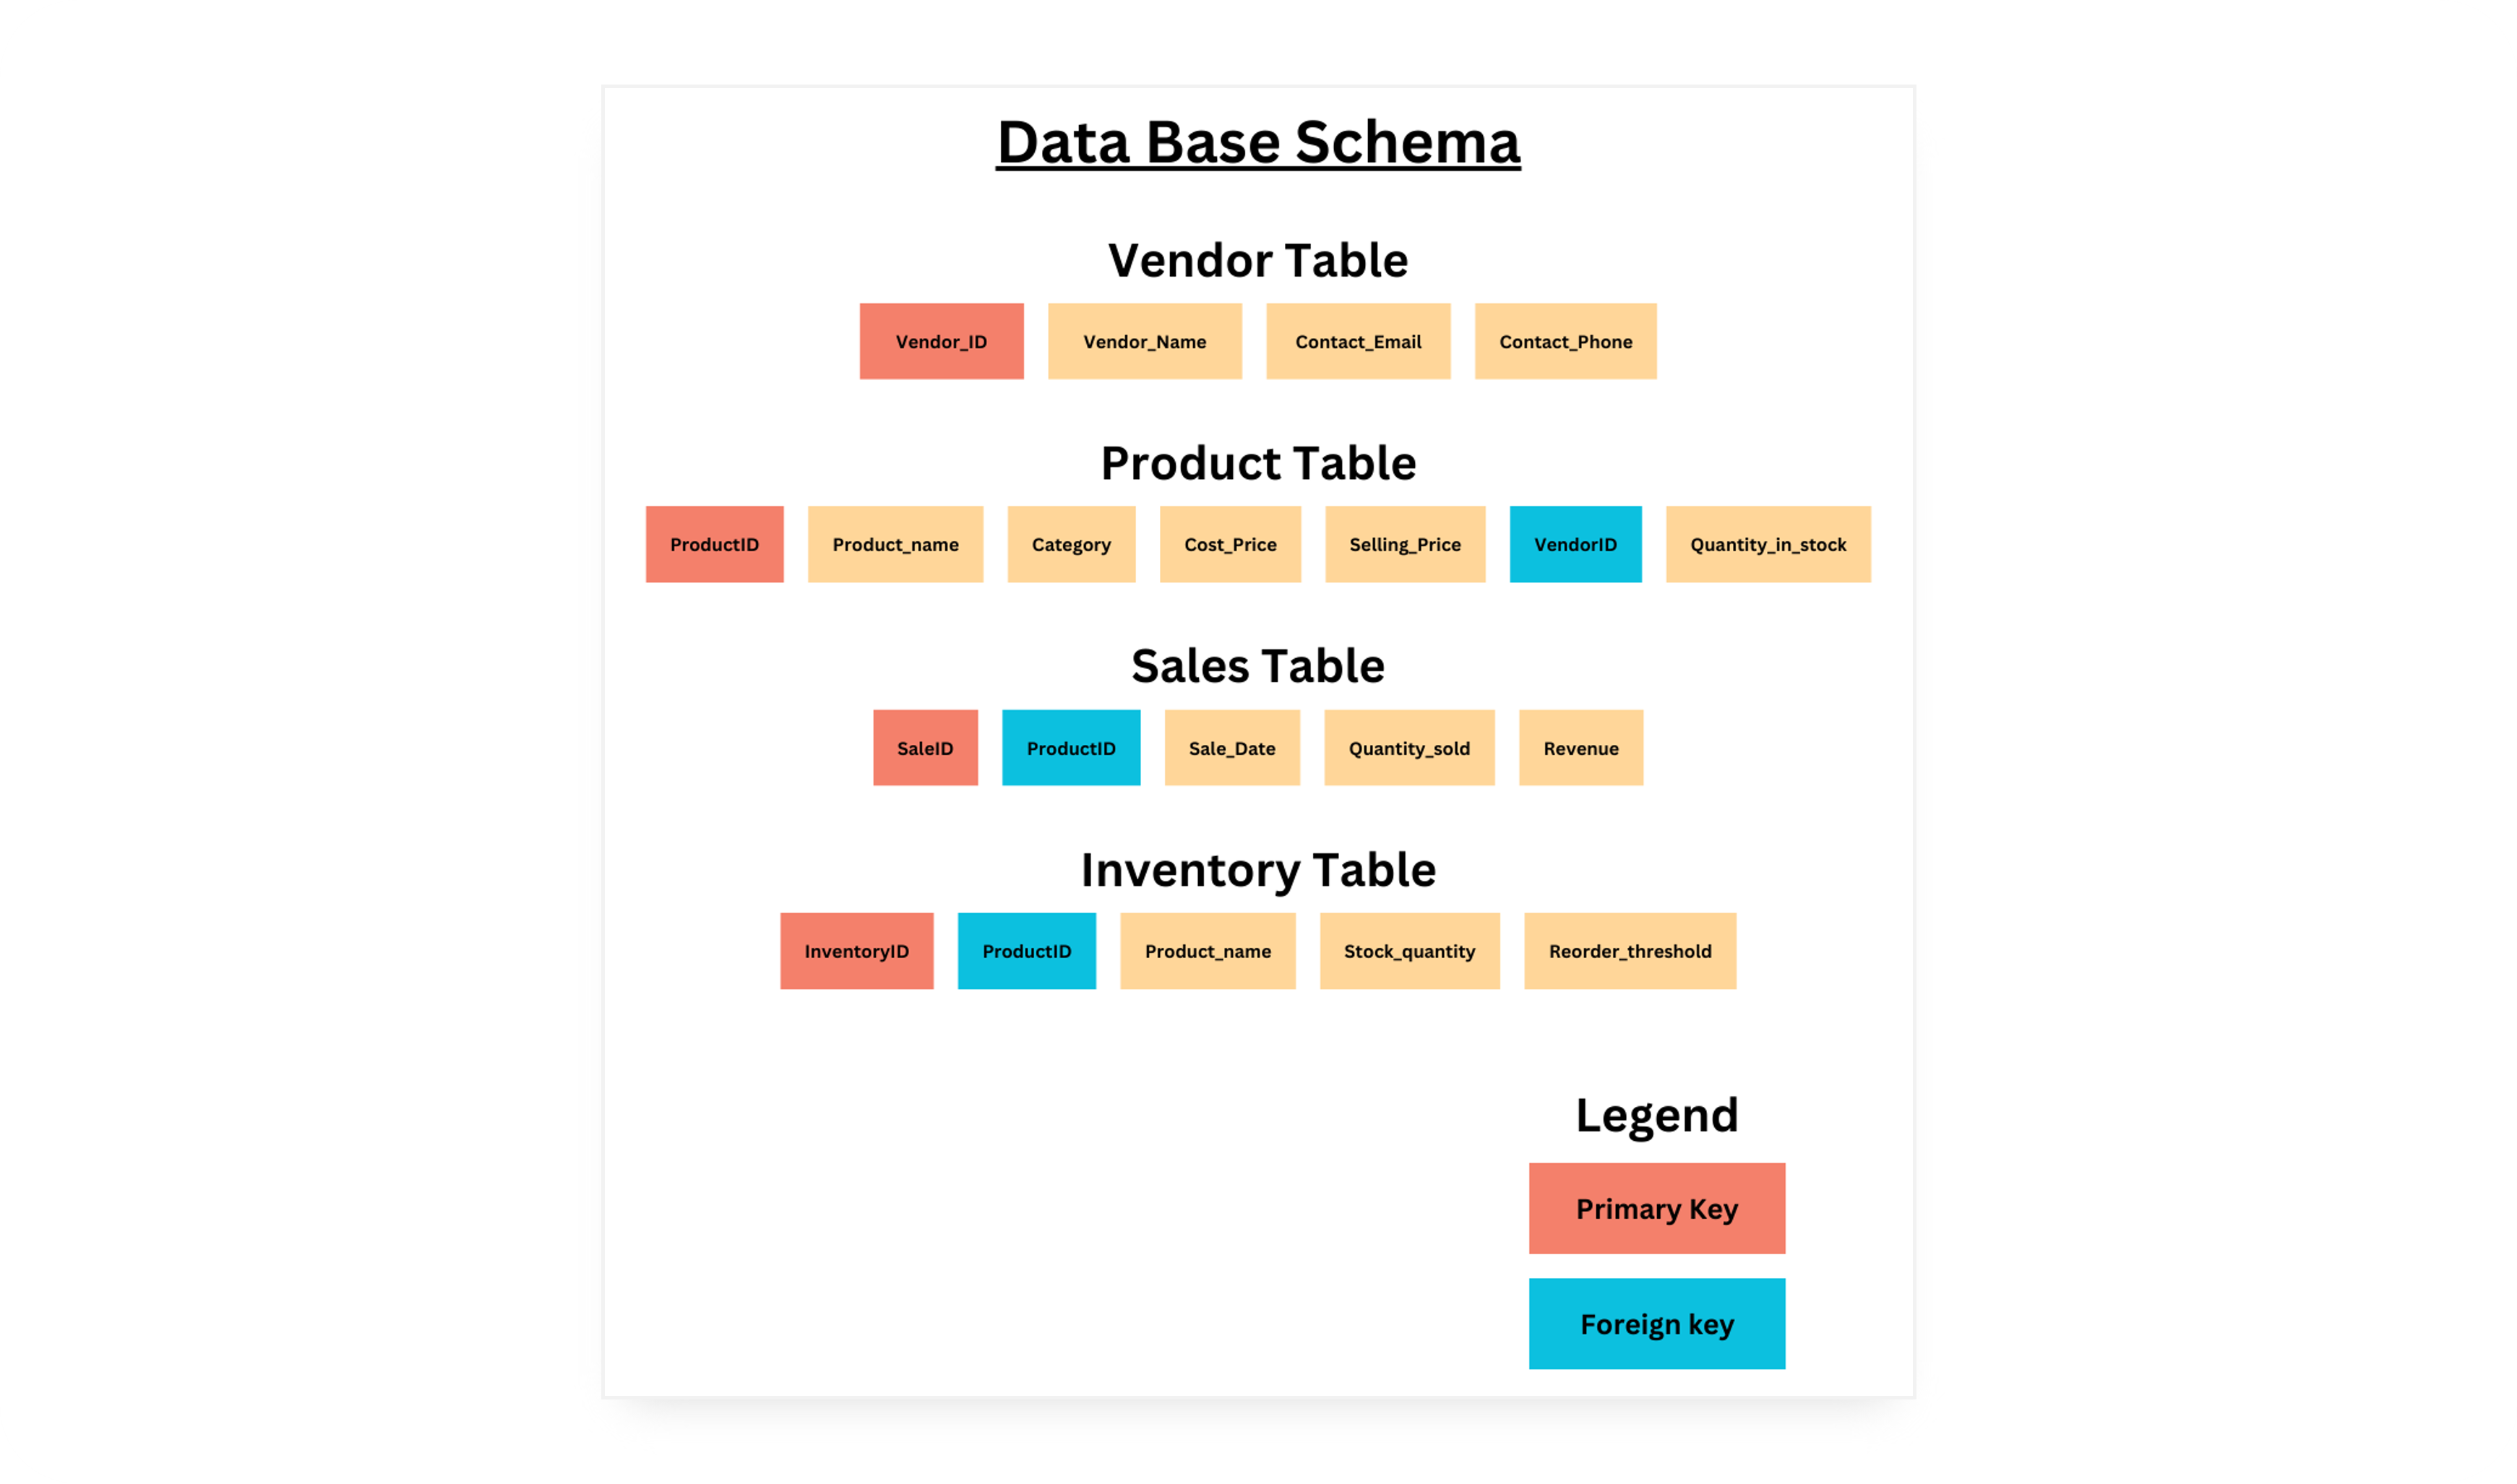 Data Base Schema
Vendor Table
Vendor_ID Vendor_Name Contact_Email Contact_Phone
Product Table
ProductID Product_name Category Cost_Price Selling_Price VendorID Quantity_in_stock
Sales Table
SaleID ProductID Sale_Date Quantity_sold Revenue
Inventory Table
InventoryID ProductID Product_name Stock_quantity Reorder_threshold
Legend
Primary Key
Foreign key